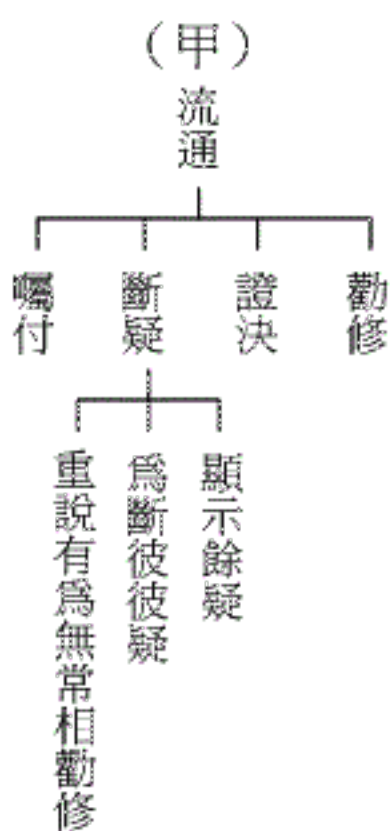 （甲）
流通
勸修
證決
斷疑
囑付
顯示餘疑
爲斷彼彼疑
重說有爲無常相勸修